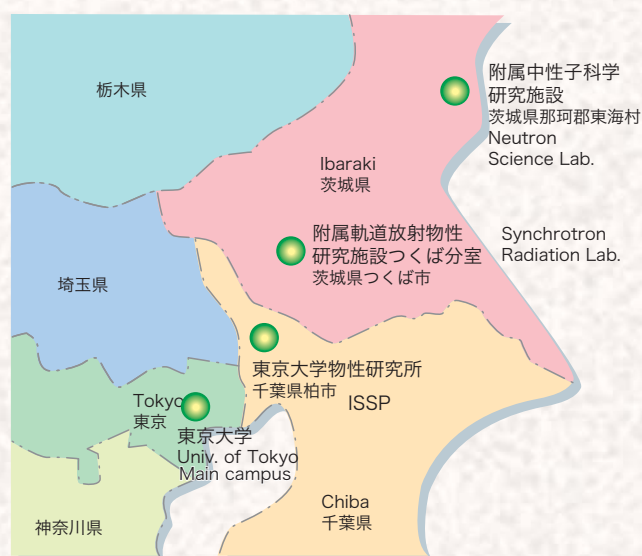 栃木県
附属中性子科学
研究施設
茨城県那珂郡東海村
Neutron
Science Lab.
Ibaraki
茨城県
附属軌道放射物性
研究施設つくば分室
茨城県つくば市
Synchrotron
Radiation Lab.
埼玉県
東京大学物性研究所
千葉県柏市
ISSP
Tokyo
東京
東京大学
Univ. of Tokyo
Main campus
Chiba
千葉県
神奈川県